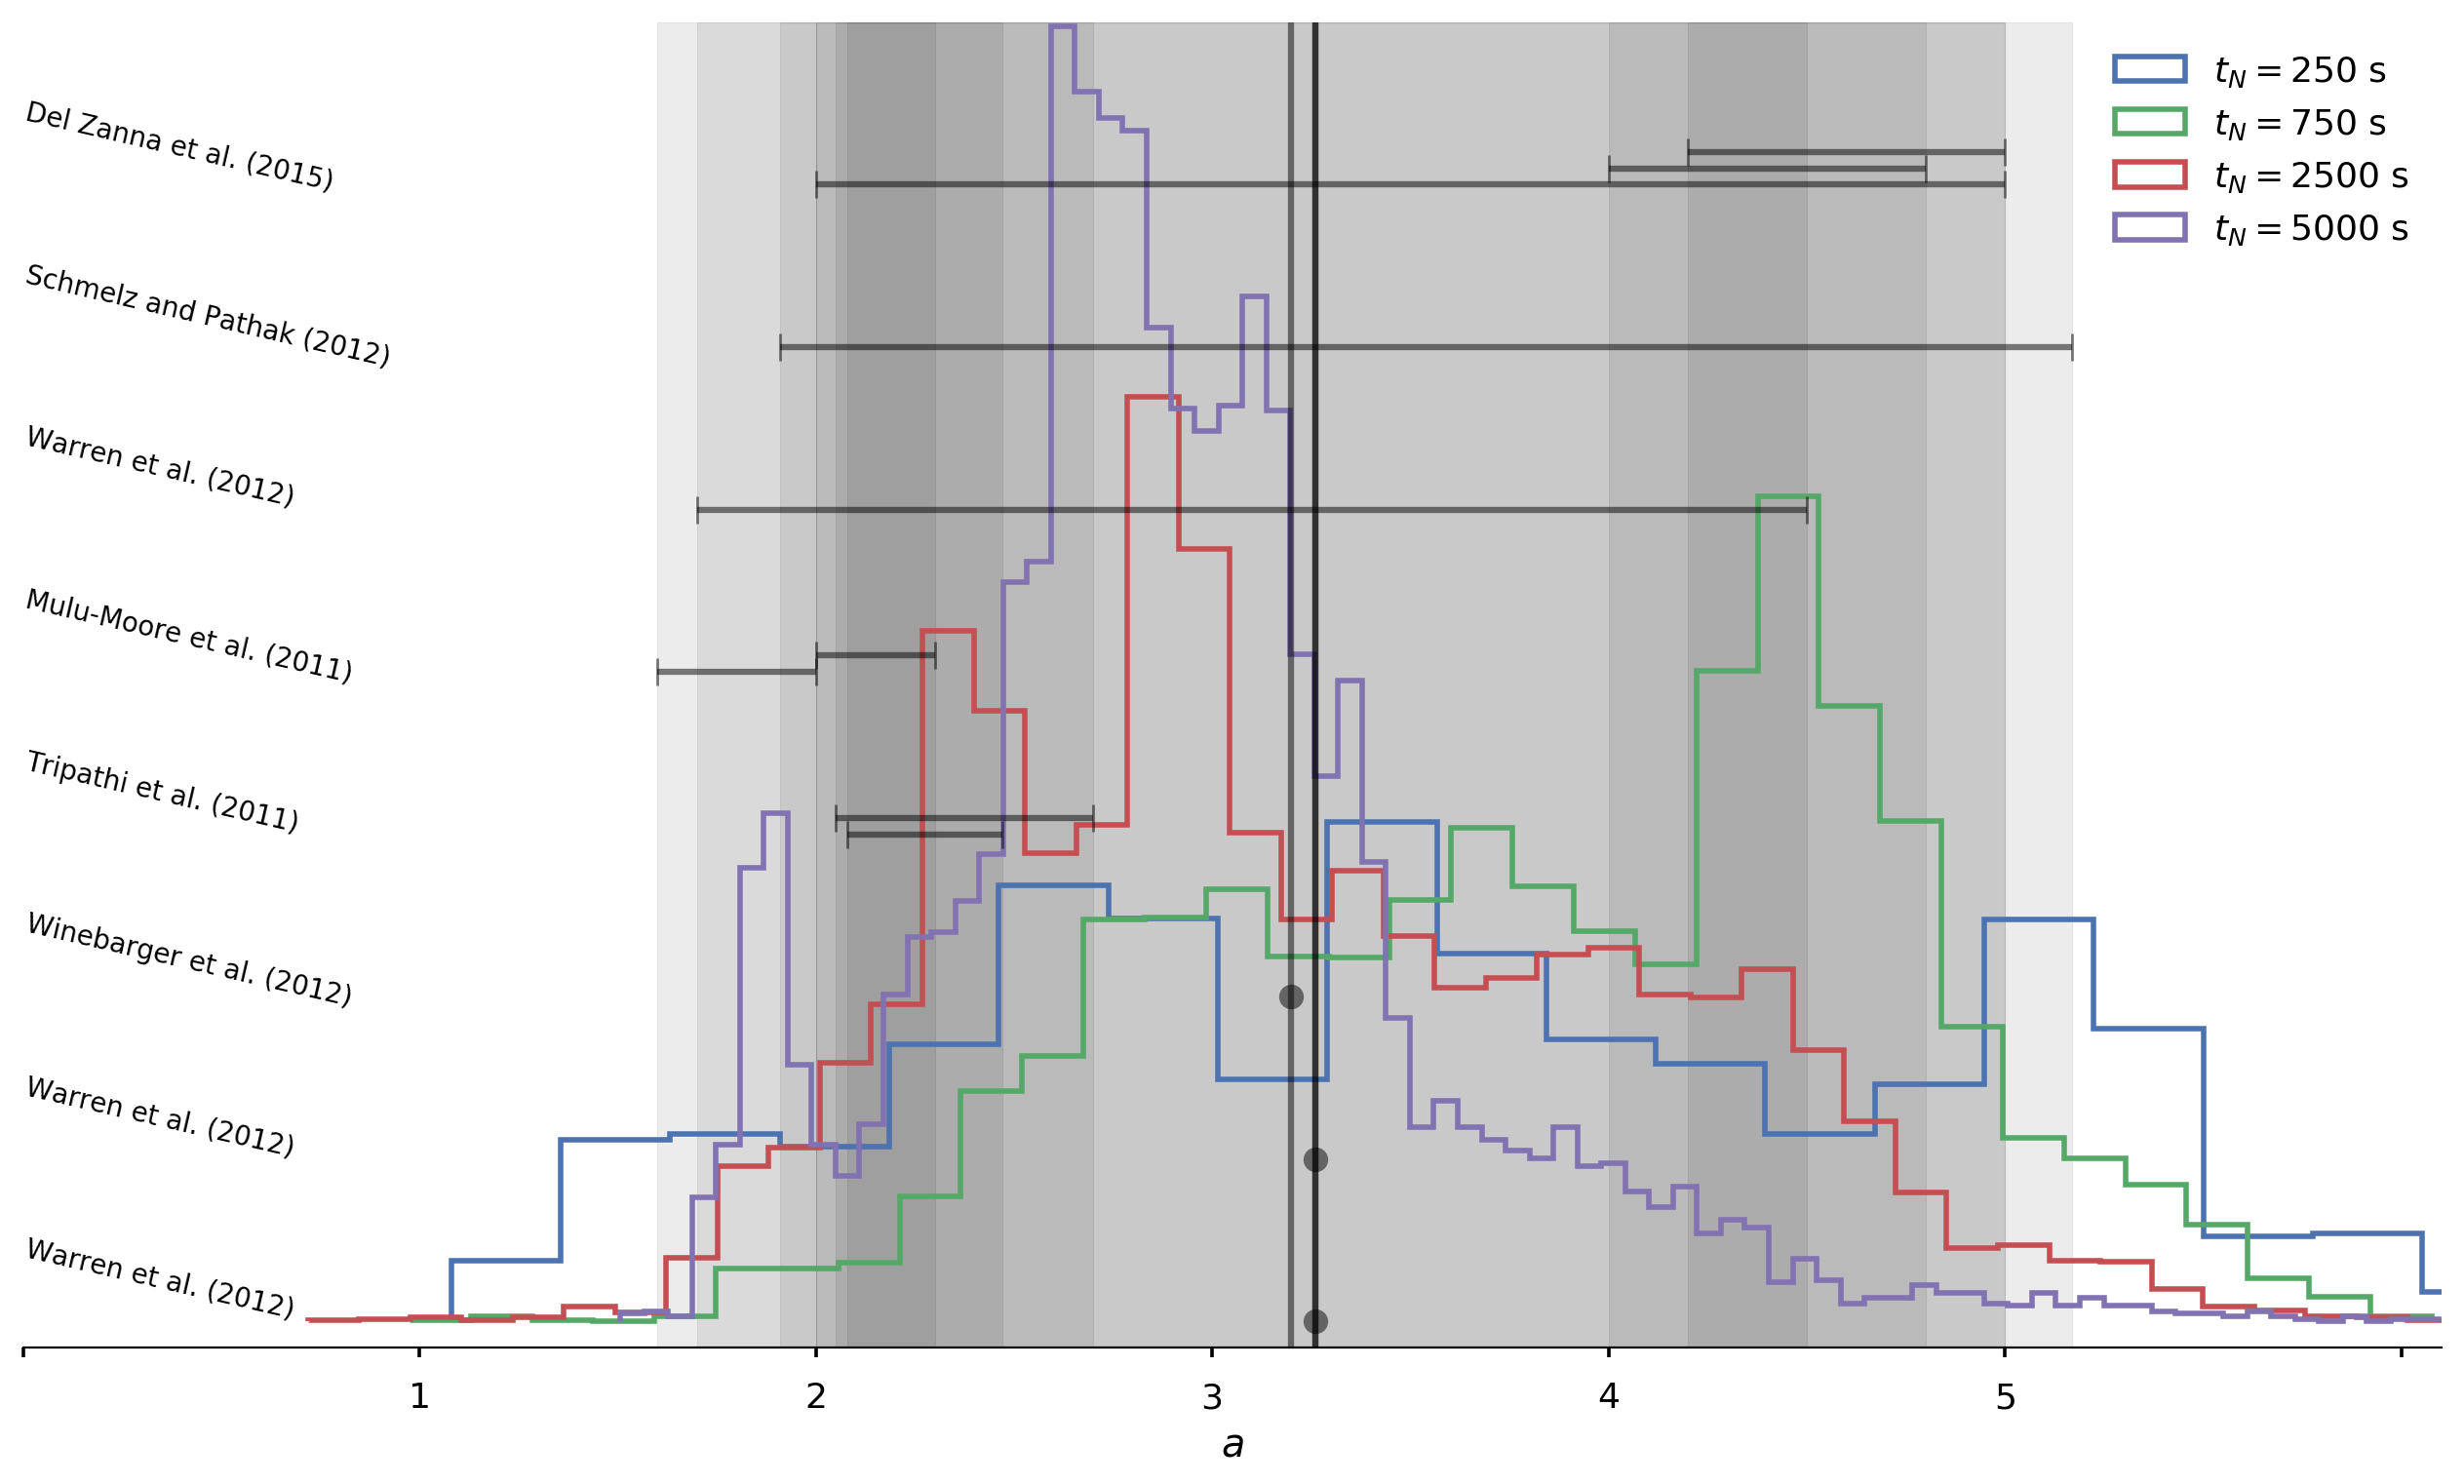 Del Zanna et al. (2015)
Schmelz and Pathak (2012)
Warren et al. (2012)
Mulu-Moore et al. (2011)
Tripathi et al. (2011)
Winebarger et al. (2012)
Warren et al. (2012)
Warren et al. (2012)
t_N = 250 s
t_N = 750 s
t_N = 2500 s
t_N = 5000 s
1 2 3 4 5
a